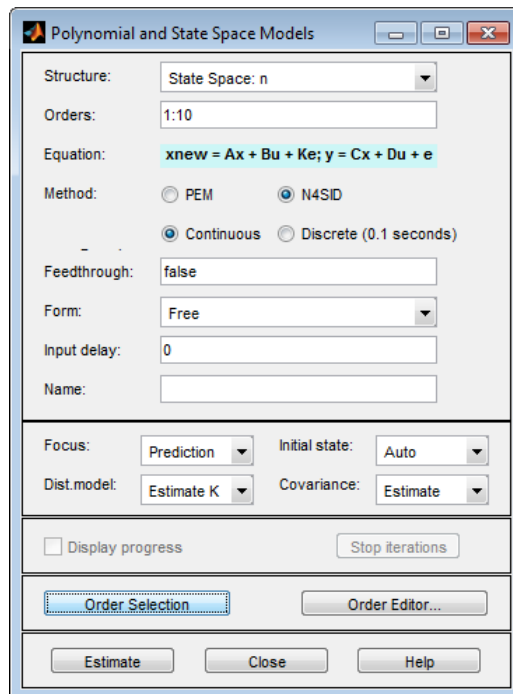 Polynomial and State Space Models
Structure: State Space: n
Orders: 1:10
Equation: xnew = Ax + Bu + Ke; y = Cx + Du + e
Method: PEM N4SID
Continuous Discrete (0.1 seconds)
Feedthrough: false
Form: Free
Input delay: 0
Name:
Focus: Prediction Initial state: Auto
Dist.model: Estimate K Covariance: Estimate
Display progress Stop iterations
Order Selection Order Editor...
Estimate Close Help